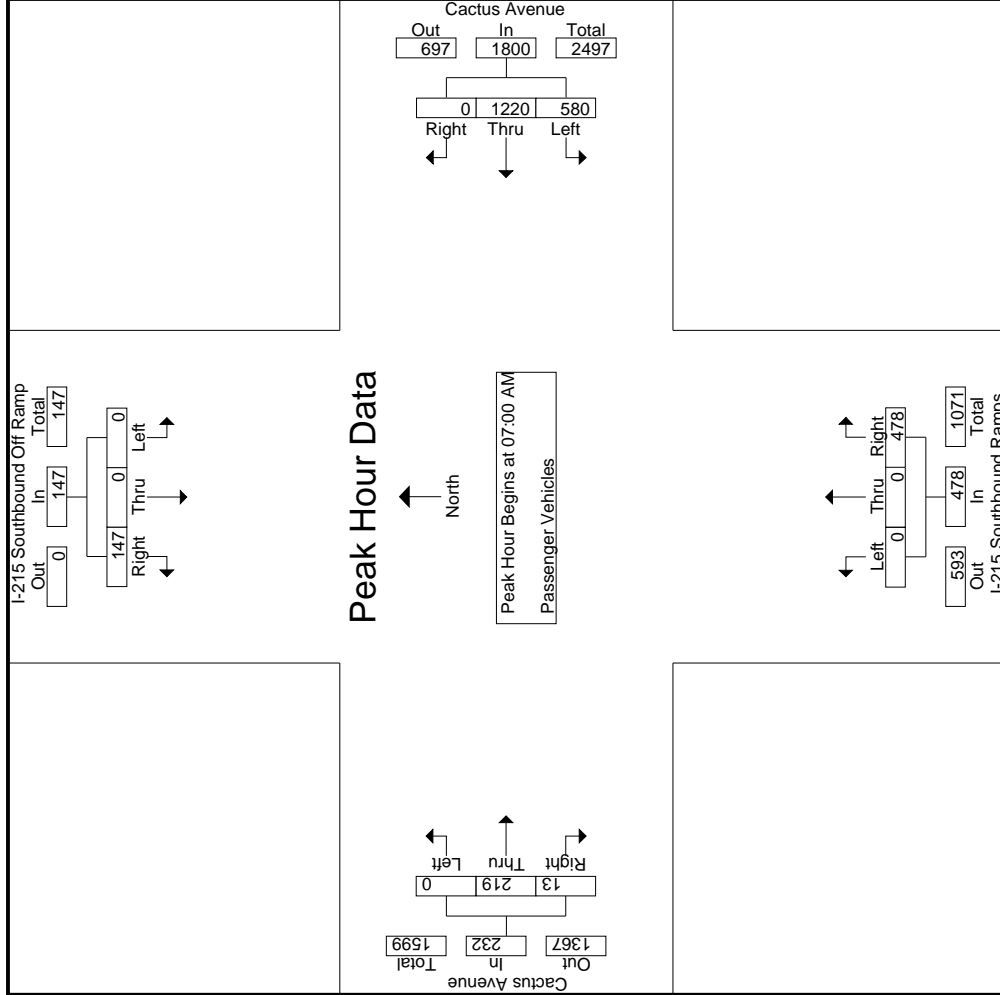 Cactus Avenue
Out In Total
697 1800 2497
0 1220 580
Right Thru Left
I-215 Southbound Off Ramp
Out In Total
0 147 147
147 0 0
Right Thru Left
Peak Hour Data
North
Peak Hour Begins at 07:00 AM
Passenger Vehicles
Left Thru Right
0 0 478
593 478 1071
Out In Total
I-215 Southbound Ramps
Left Thru Right
0 219 13
1599 232 1367
Total In Out
Cactus Avenue